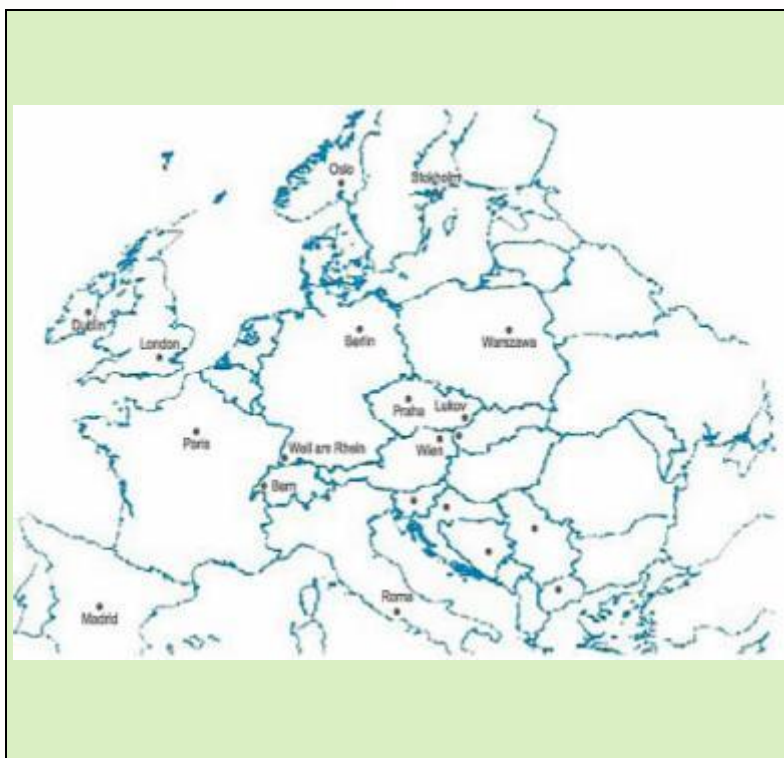 Oslo
Stokholm
Dublin
London
Berlin
Warszawa
Praha
Lukov
Paris
Weil am Rhein
Wien
Bern
Roma
Madrid